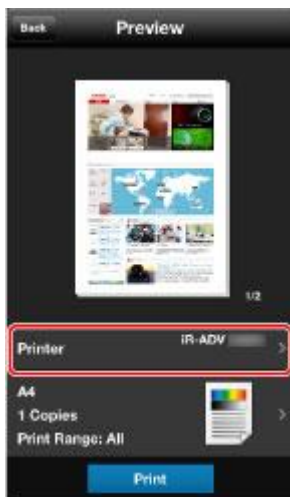 Back
Preview
1/2
Printer
iR-ADV
A4
1 Copies
Print Range: All
Print